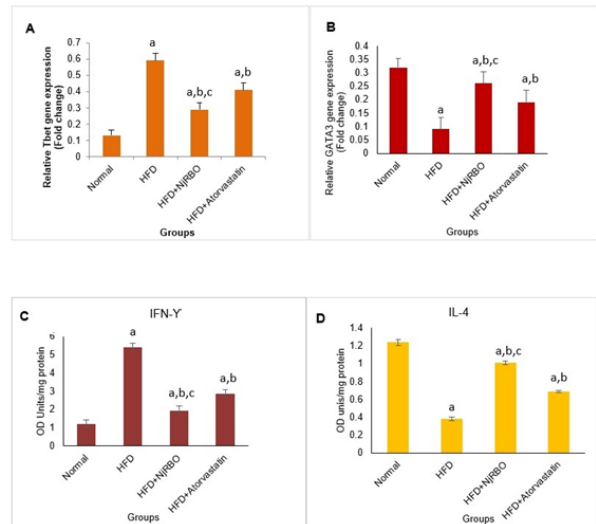 A
Relative Tbet gene expression
(Fold change)
0.7
0.6
0.5
0.4
0.3
0.2
0.1
0
a
a,b,c
a,b
Normal
HFD
HFD+NjRBO
HFD+Atorvastatin
Groups
B
Relative GATA3 gene expression
(Fold change)
0.4
0.35
0.3
0.25
0.2
0.15
0.1
0.05
0
a
a,b,c
a,b
Normal
HFD
HFD+NjRBO
HFD+Atorvastatin
Groups
C
IFN-Y
OD Units/mg protein
6
5
4
3
2
1
0
a
a,b,c
a,b
Normal
HFD
HFD+NjRBO
HFD+Atorvastatin
Groups
D
IL-4
OD unis/mg protein
1.4
1.2
1
0.8
0.6
0.4
0.2
0
a
a,b,c
a,b
Normal
HFD
HFD+NjRBO
HFD+Atorvastatin
Groups